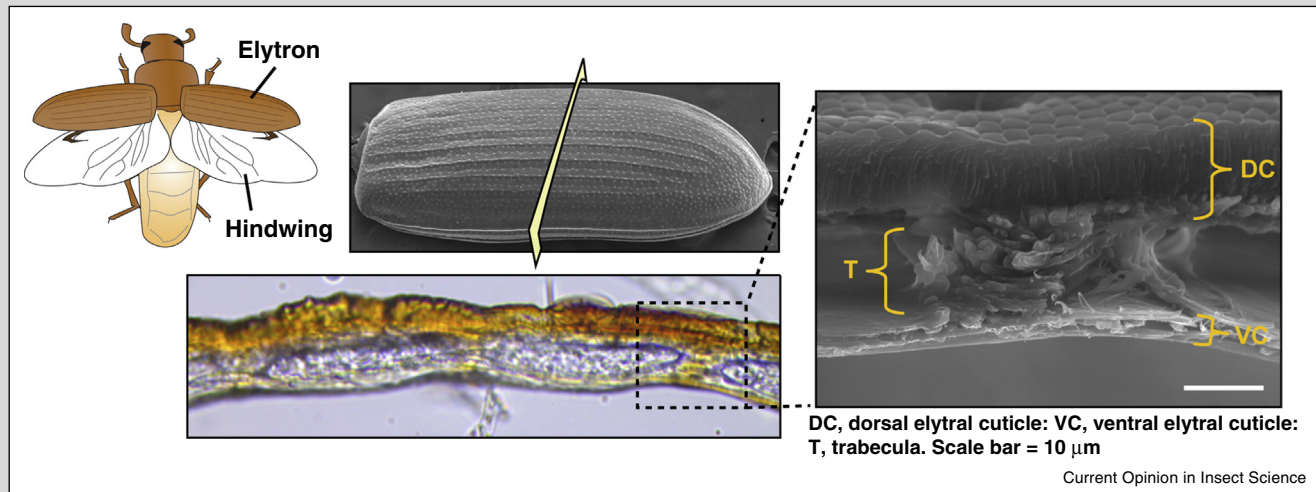 Elytron
Hindwing
DC
T
VC
DC, dorsal elytral cuticle: VC, ventral elytral cuticle:
T, trabecula. Scale bar = 10 μm
Current Opinion in Insect Science